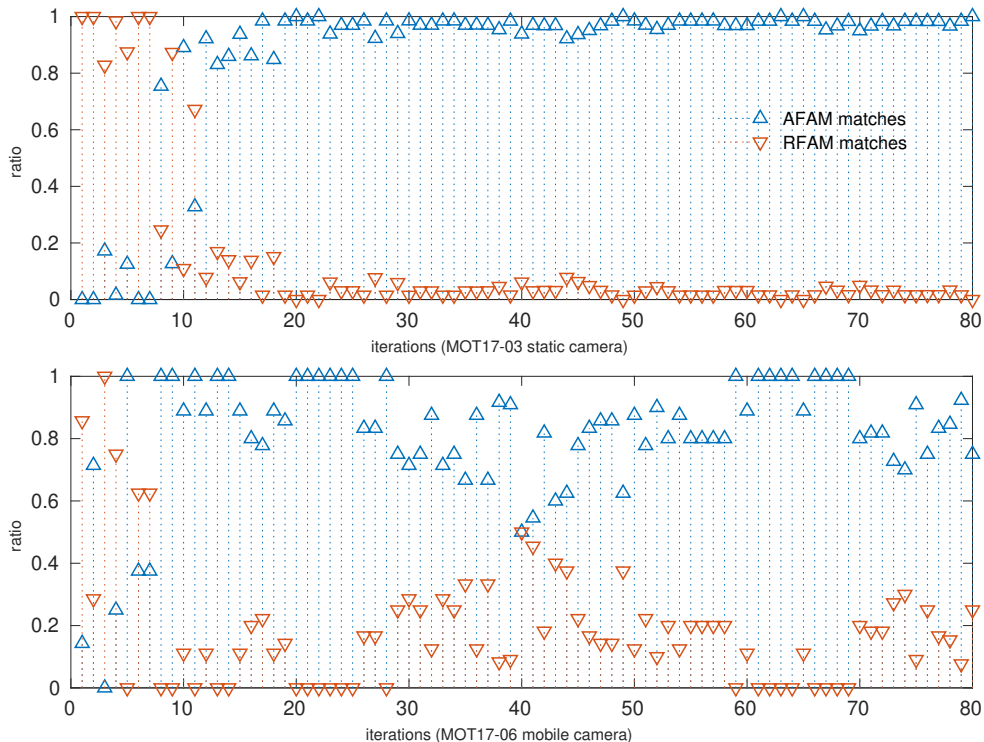 1
0.8
0.6
0.4
0.2
0
ratio
AFAM matches
RFAM matches
0 10 20 30 40 50 60 70 80
iterations (MOT17-03 static camera)
1
0.8
0.6
0.4
0.2
0
ratio
0 10 20 30 40 50 60 70 80
iterations (MOT17-06 mobile camera)